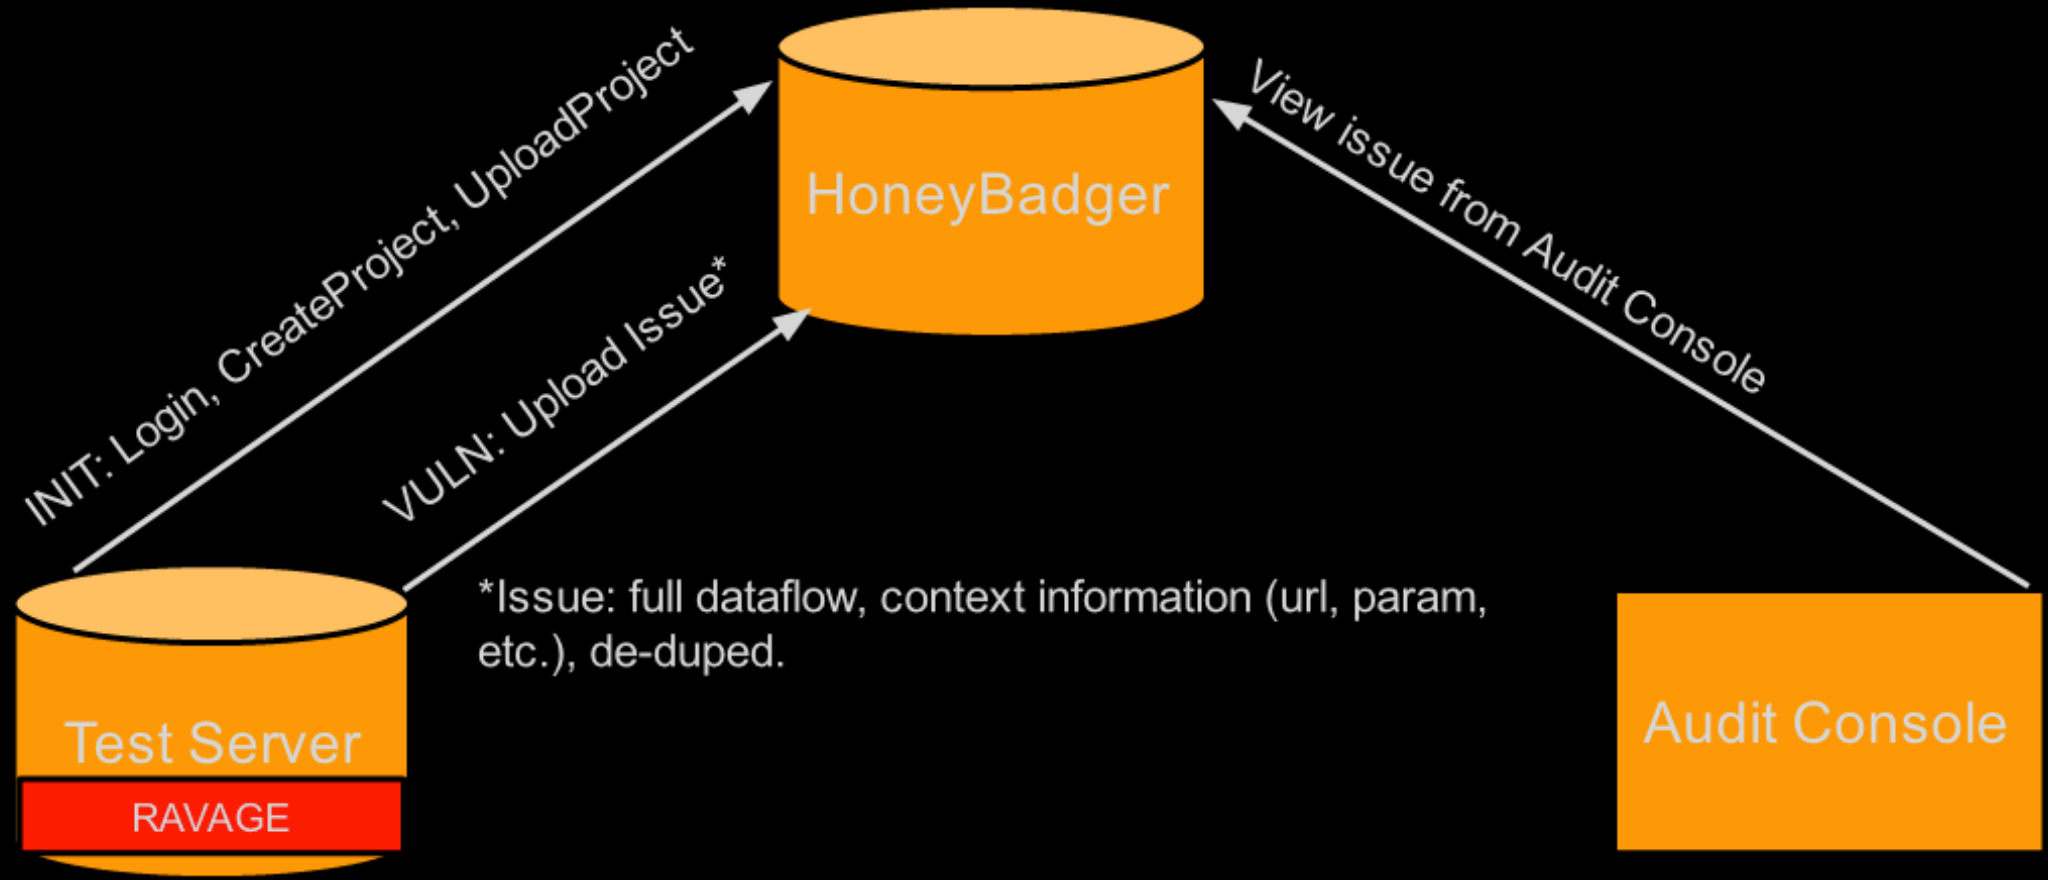 INIT: Login, CreateProject, UploadProject
HoneyBadger
View issue from Audit Console
VULN: Upload Issue*
*Issue: full dataflow, context information (url, param,
etc.), de-duped.
Test Server
RAVAGE
Audit Console